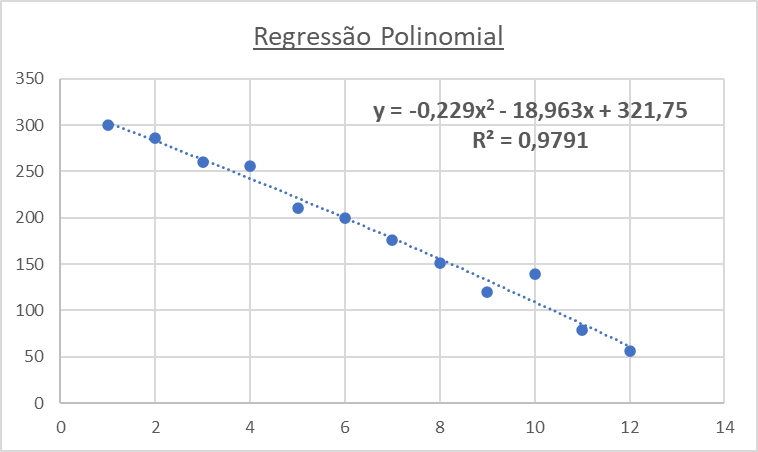 Regressão Polinomial
y = -0,229x² - 18,963x + 321,75
R² = 0,9791
350
300
250
200
150
100
50
0
0 2 4 6 8 10 12 14